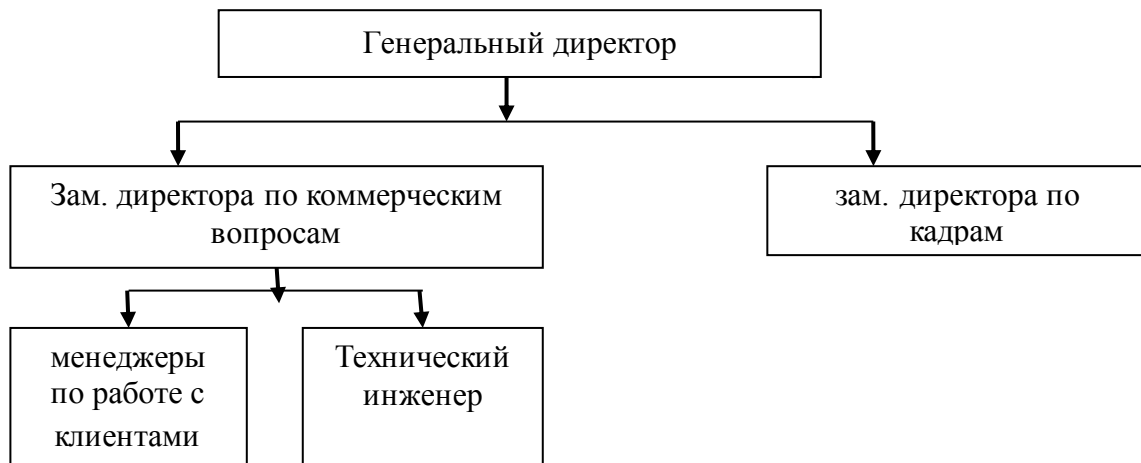 Генеральный директор
Зам. директора по коммерческим
вопросам
зам. директора по
кадрам
менеджеры
по работе с
клиентами
Технический
инженер